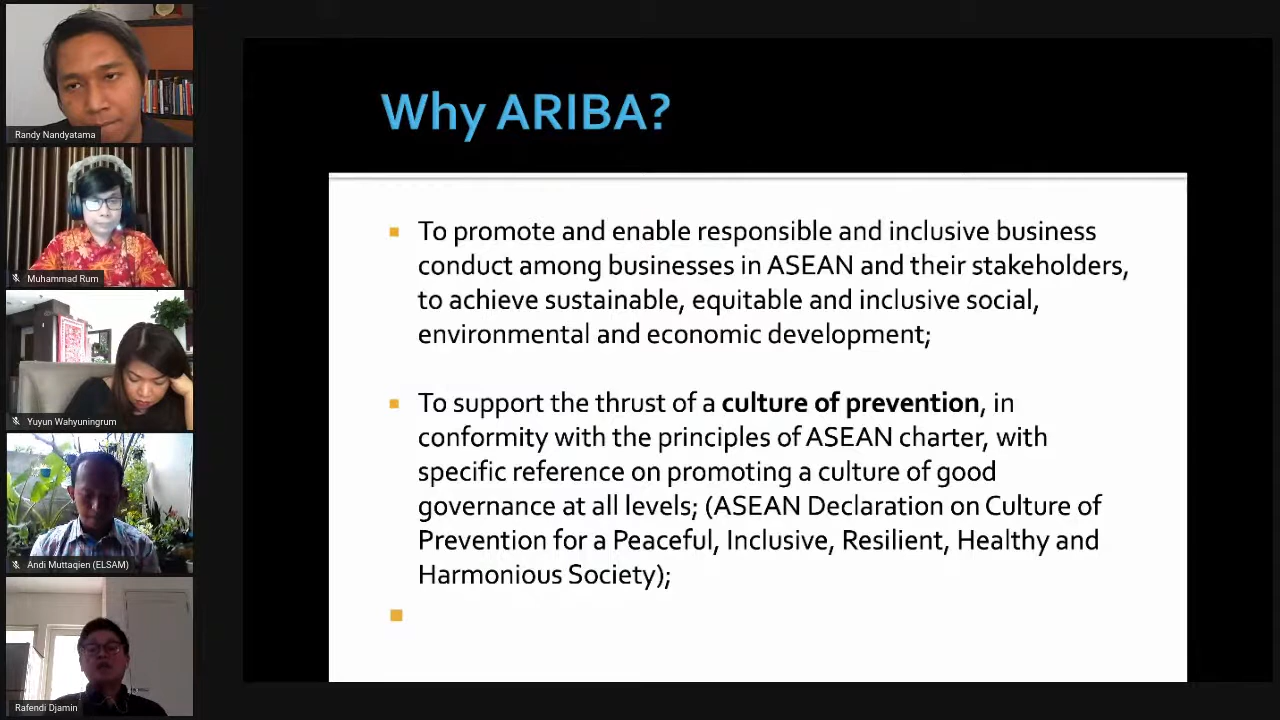 Randy Nandyatama
Muhammad Rum
Yuyun Wahyuningrum
Andi Muttaqien (ELSAM)
Rafendi Djamin
Why ARIBA?
To promote and enable responsible and inclusive business
conduct among businesses in ASEAN and their stakeholders,
to achieve sustainable, equitable and inclusive social,
environmental and economic development;
To support the thrust of a culture of prevention, in
conformity with the principles of ASEAN charter, with
specific reference on promoting a culture of good
governance at all levels; (ASEAN Declaration on Culture of
Prevention for a Peaceful, Inclusive, Resilient, Healthy and
Harmonious Society);